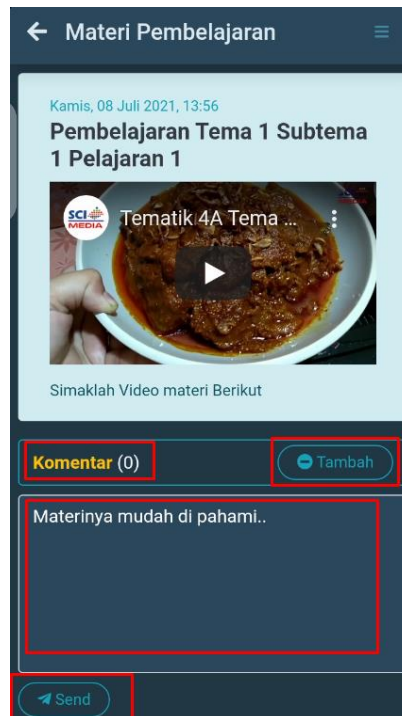 Materi Pembelajaran
Kamis, 08 Juli 2021, 13:56
Pembelajaran Tema 1 Subtema
1 Pelajaran 1
SCI
MEDIA
Tematik 4A Tema ...
Simaklah Video materi Berikut
Komentar (0)
Tambah
Materinya mudah di pahami..
Send